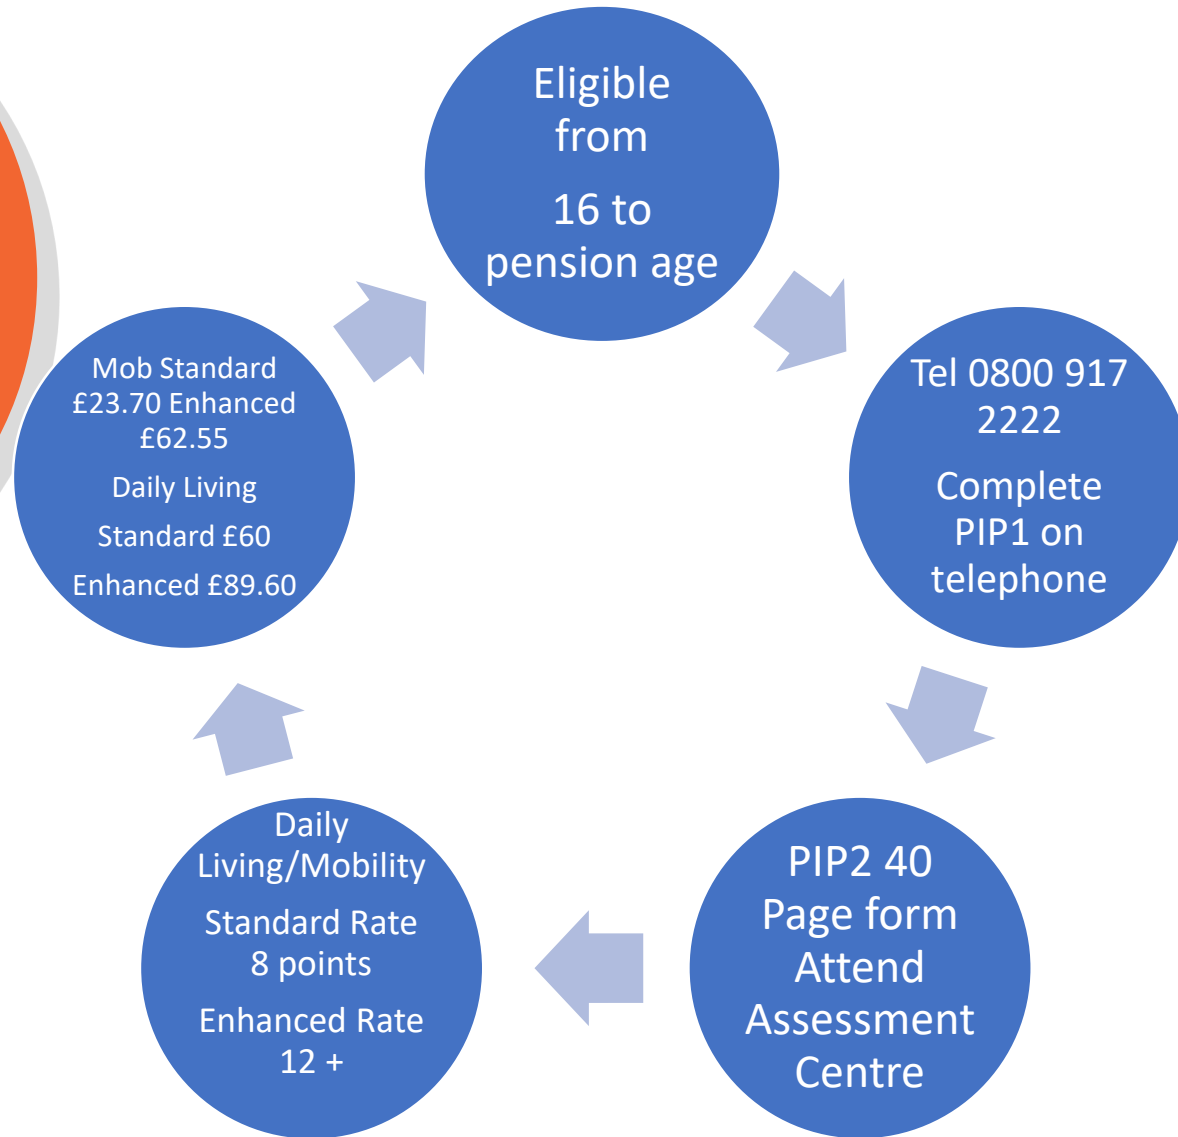 Eligible
from
16 to
pension age
Tel 0800 917
2222
Complete
PIP1 on
telephone
PIP2 40
Page form
Attend
Assessment
Centre
Daily
Living/Mobility
Standard Rate
8 points
Enhanced Rate
12 +
Mob Standard
£23.70 Enhanced
£62.55
Daily Living
Standard £60
Enhanced £89.60